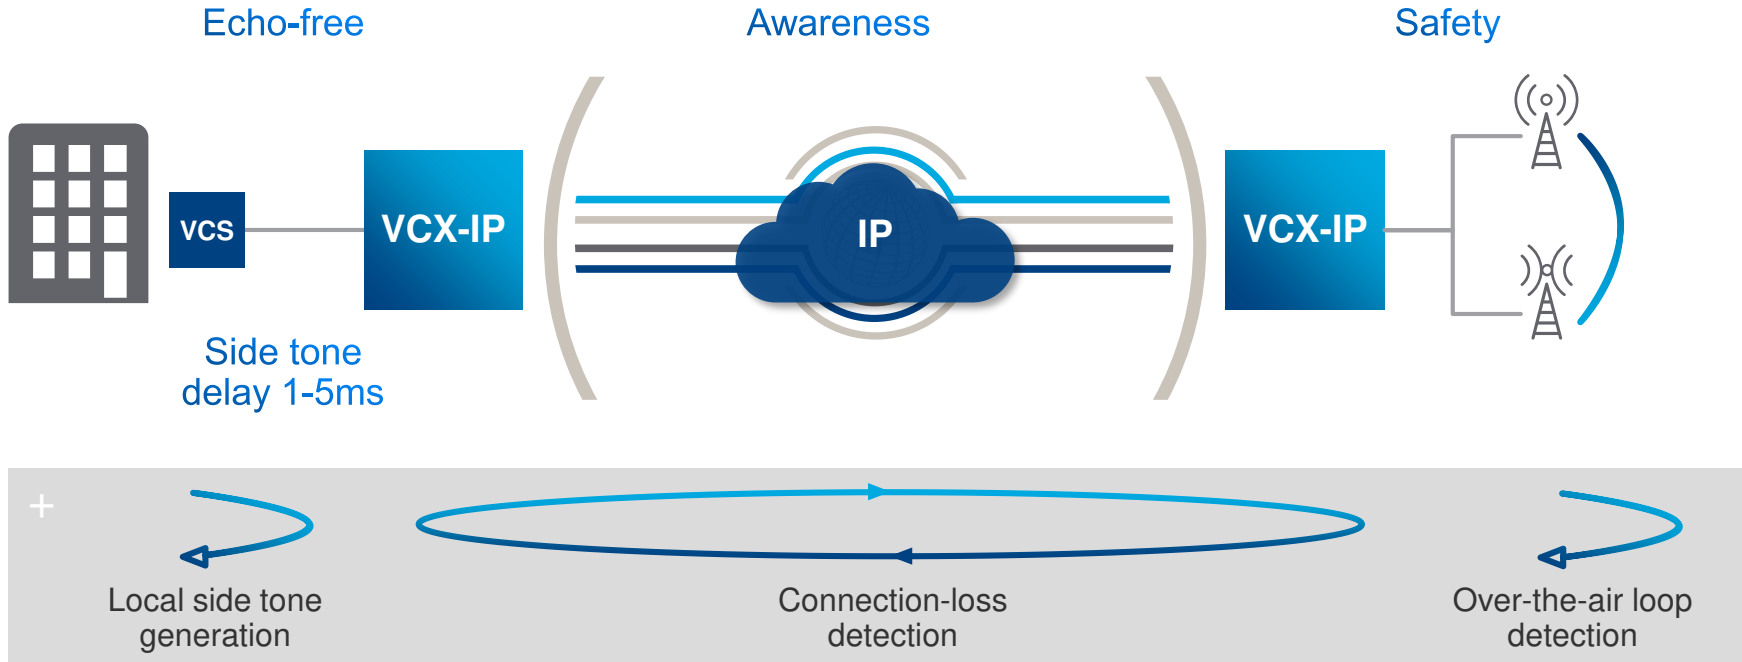 Echo-free
Awareness
Safety
VCS
VCX-IP
IP
VCX-IP
Side tone
delay 1-5ms
+
Local side tone
generation
Connection-loss
detection
Over-the-air loop
detection